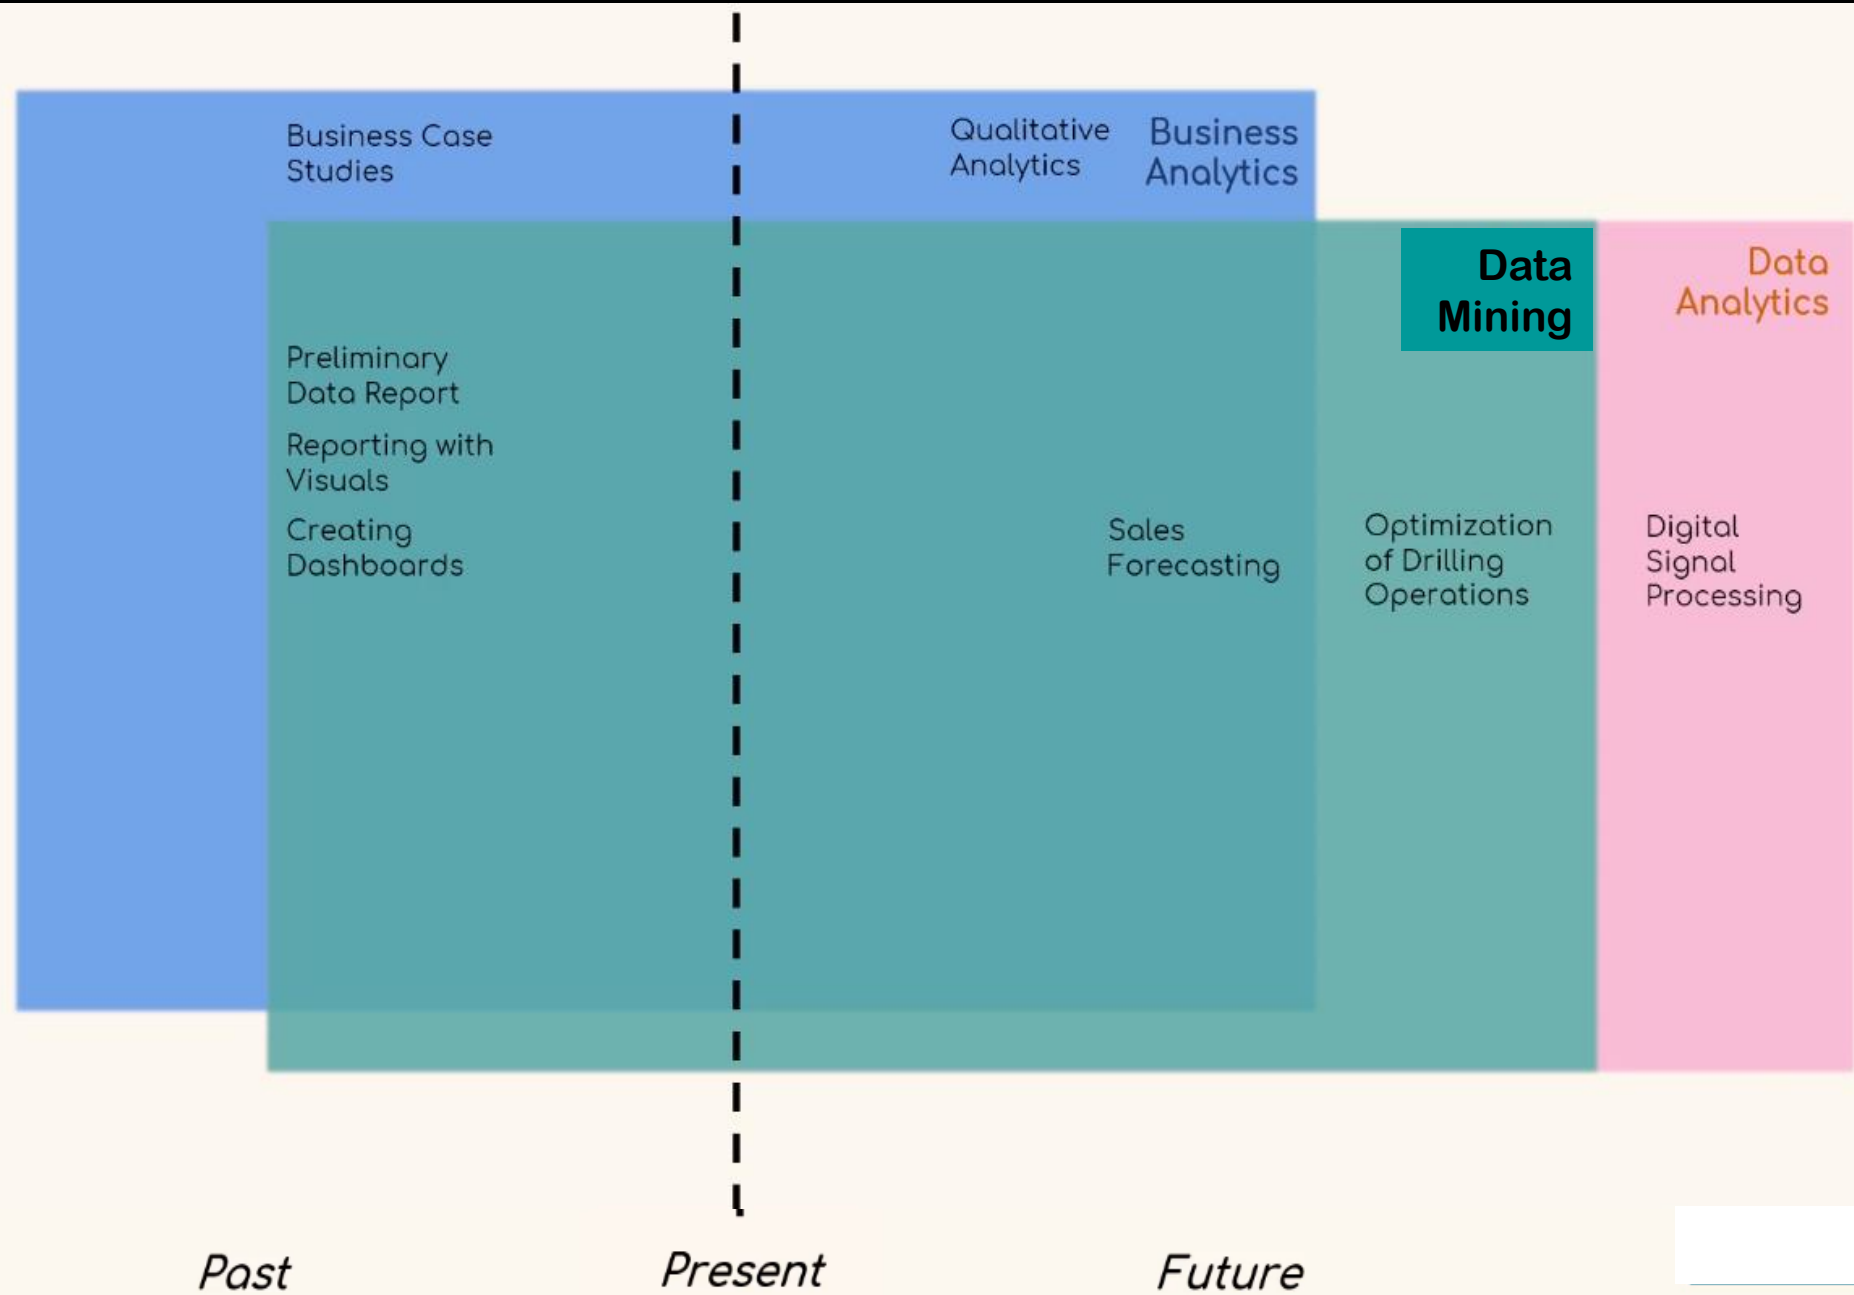 Business Case
Studies
Qualitative
Analytics
Business
Analytics
Data
Mining
Data
Analytics
Preliminary
Data Report
Reporting with
Visuals
Creating
Dashboards
Sales
Forecasting
Optimization
of Drilling
Operations
Digital
Signal
Processing
Past
Present
Future